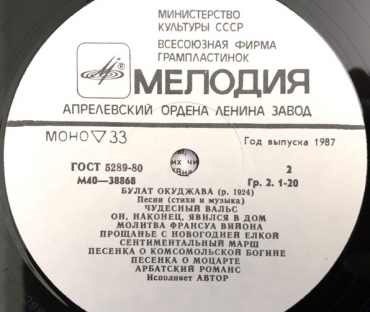 МИНИСТЕРСТВО
КУЛЬТУРЫ СССР
ВСЕСОЮЗНАЯ ФИРМА
ГРАМПЛАСТИНОК
МЕЛОДИЯ
АПРЕЛЕВСКИЙ ОРДЕНА ЛЕНИНА ЗАВОД
МОНО ▽ 33
Год выпуска 1987
ГОСТ 5289-80
2
М40—38868
Гр. 2. 1-20
БУЛАТ ОКУДЖАВА (р. 1924)
Песни (стихи и музыка)
ЧУДЕСНЫЙ ВАЛЬС
ОН, НАКОНЕЦ, ЯВИЛСЯ В ДОМ
МОЛИТВА ФРАНСУА ВИЙОНА
ПРОЩАНЬЕ С НОВОГОДНЕЙ ЕЛКОЙ
СЕНТИМЕНТАЛЬНЫЙ МАРШ
ПЕСЕНКА О КОМСОМОЛЬСКОЙ БОГИНЕ
ПЕСЕНКА О МОЦАРТЕ
АРБАТСКИЙ РОМАНС
Исполняет АВТОР